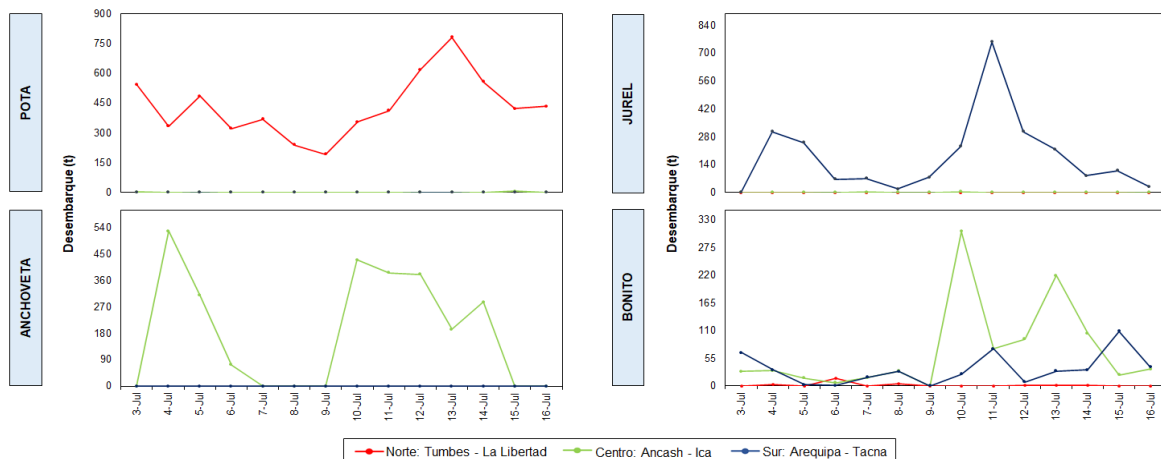 POTA
Desembarque (t)
900
750
600
450
300
150
0
JUREL
Desembarque (t)
840
700
560
420
280
140
0
ANCHOVETA
540
450
360
270
180
90
0
3-Jul
4-Jul
5-Jul
6-Jul
7-Jul
8-Jul
9-Jul
10-Jul
11-Jul
12-Jul
13-Jul
14-Jul
15-Jul
16-Jul
BONITO
330
275
220
165
110
55
0
3-Jul
4-Jul
5-Jul
6-Jul
7-Jul
8-Jul
9-Jul
10-Jul
11-Jul
12-Jul
13-Jul
14-Jul
15-Jul
16-Jul
Norte: Tumbes - La Libertad
Centro: Ancash - Ica
Sur: Arequipa - Tacna